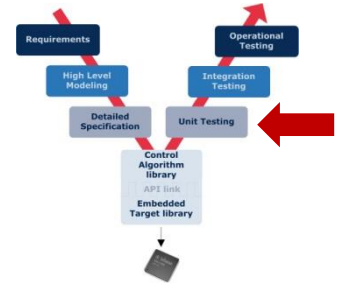 Requirements
Operational
Testing
High Level
Modeling
Integration
Testing
Detailed
Specification
Unit Testing
Control
Algorithm
library
API link
Embedded
Target library